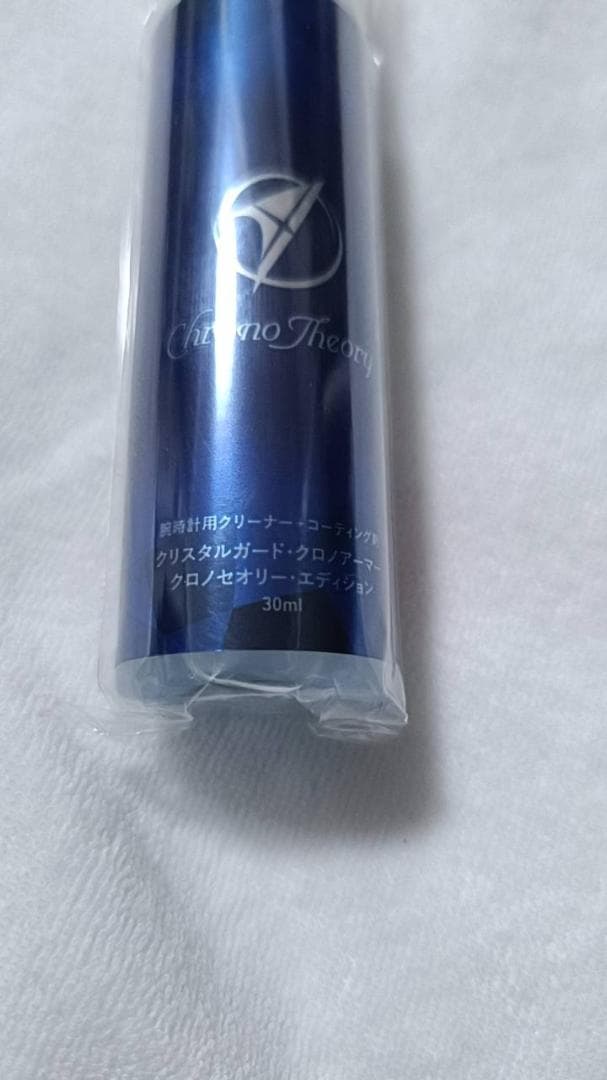 Chrono Theory
腕時計用クリーナー+コーティング剤
クリスタルガード・クロノアーマー
クロノセオリー・エディション
30ml